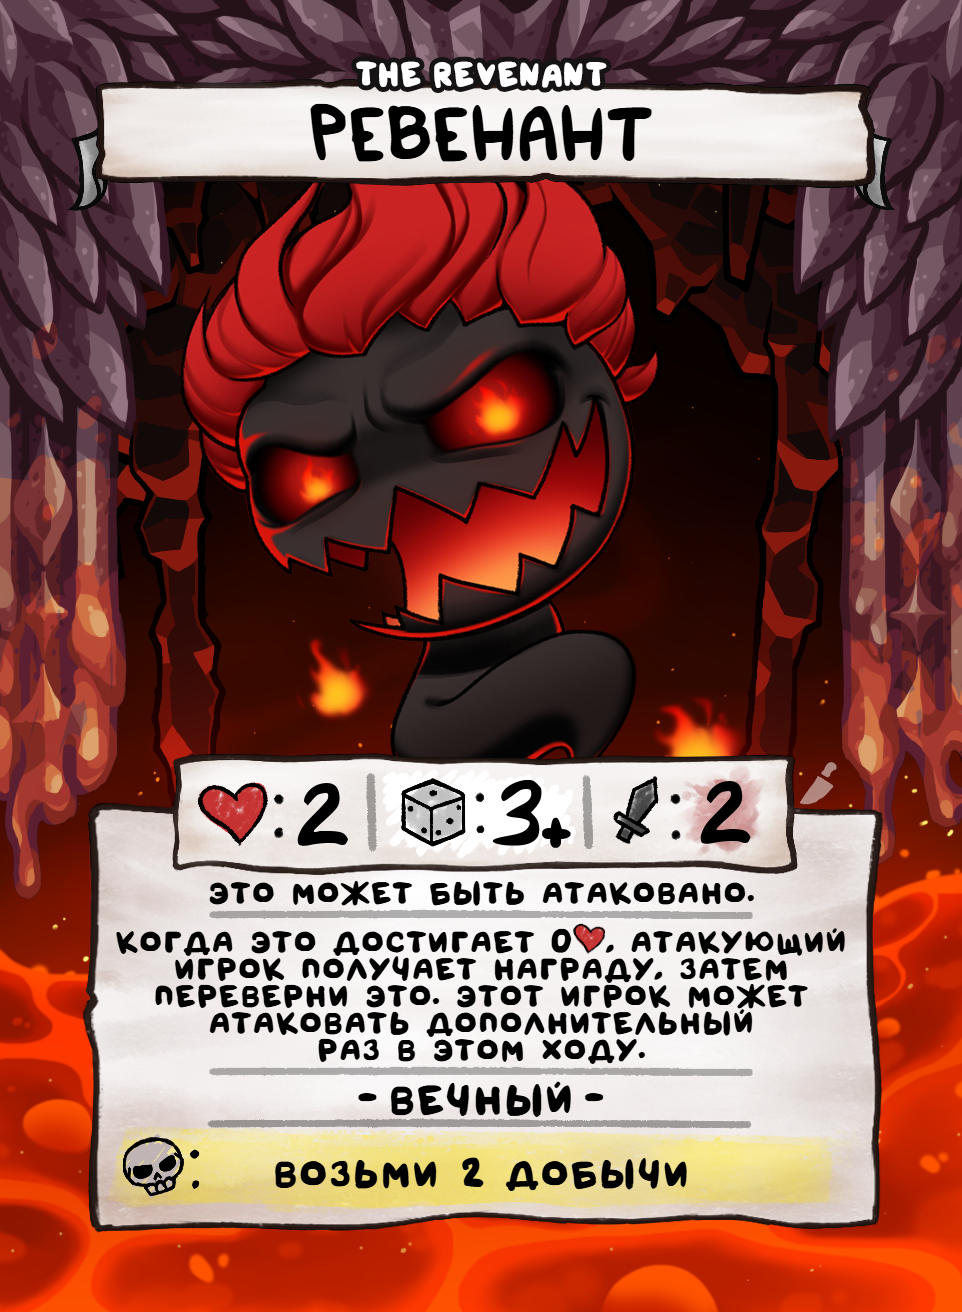 THE REVENANT
РЕВЕНАНТ
: 2 : 3+ : 2
ЭТО МОЖЕТ БЫТЬ АТАКОВАНО.
КОГДА ЭТО ДОСТИГАЕТ 0❤, АТАКУЮЩИЙ
ИГРОК ПОЛУЧАЕТ НАГРАДУ, ЗАТЕМ
ПЕРЕВЕРНИ ЭТО. ЭТОТ ИГРОК МОЖЕТ
АТАКОВАТЬ ДОПОЛНИТЕЛЬНЫЙ
РАЗ В ЭТОМ ХОДУ.
- ВЕЧНЫЙ -
: ВОЗЬМИ 2 ДОБЫЧИ